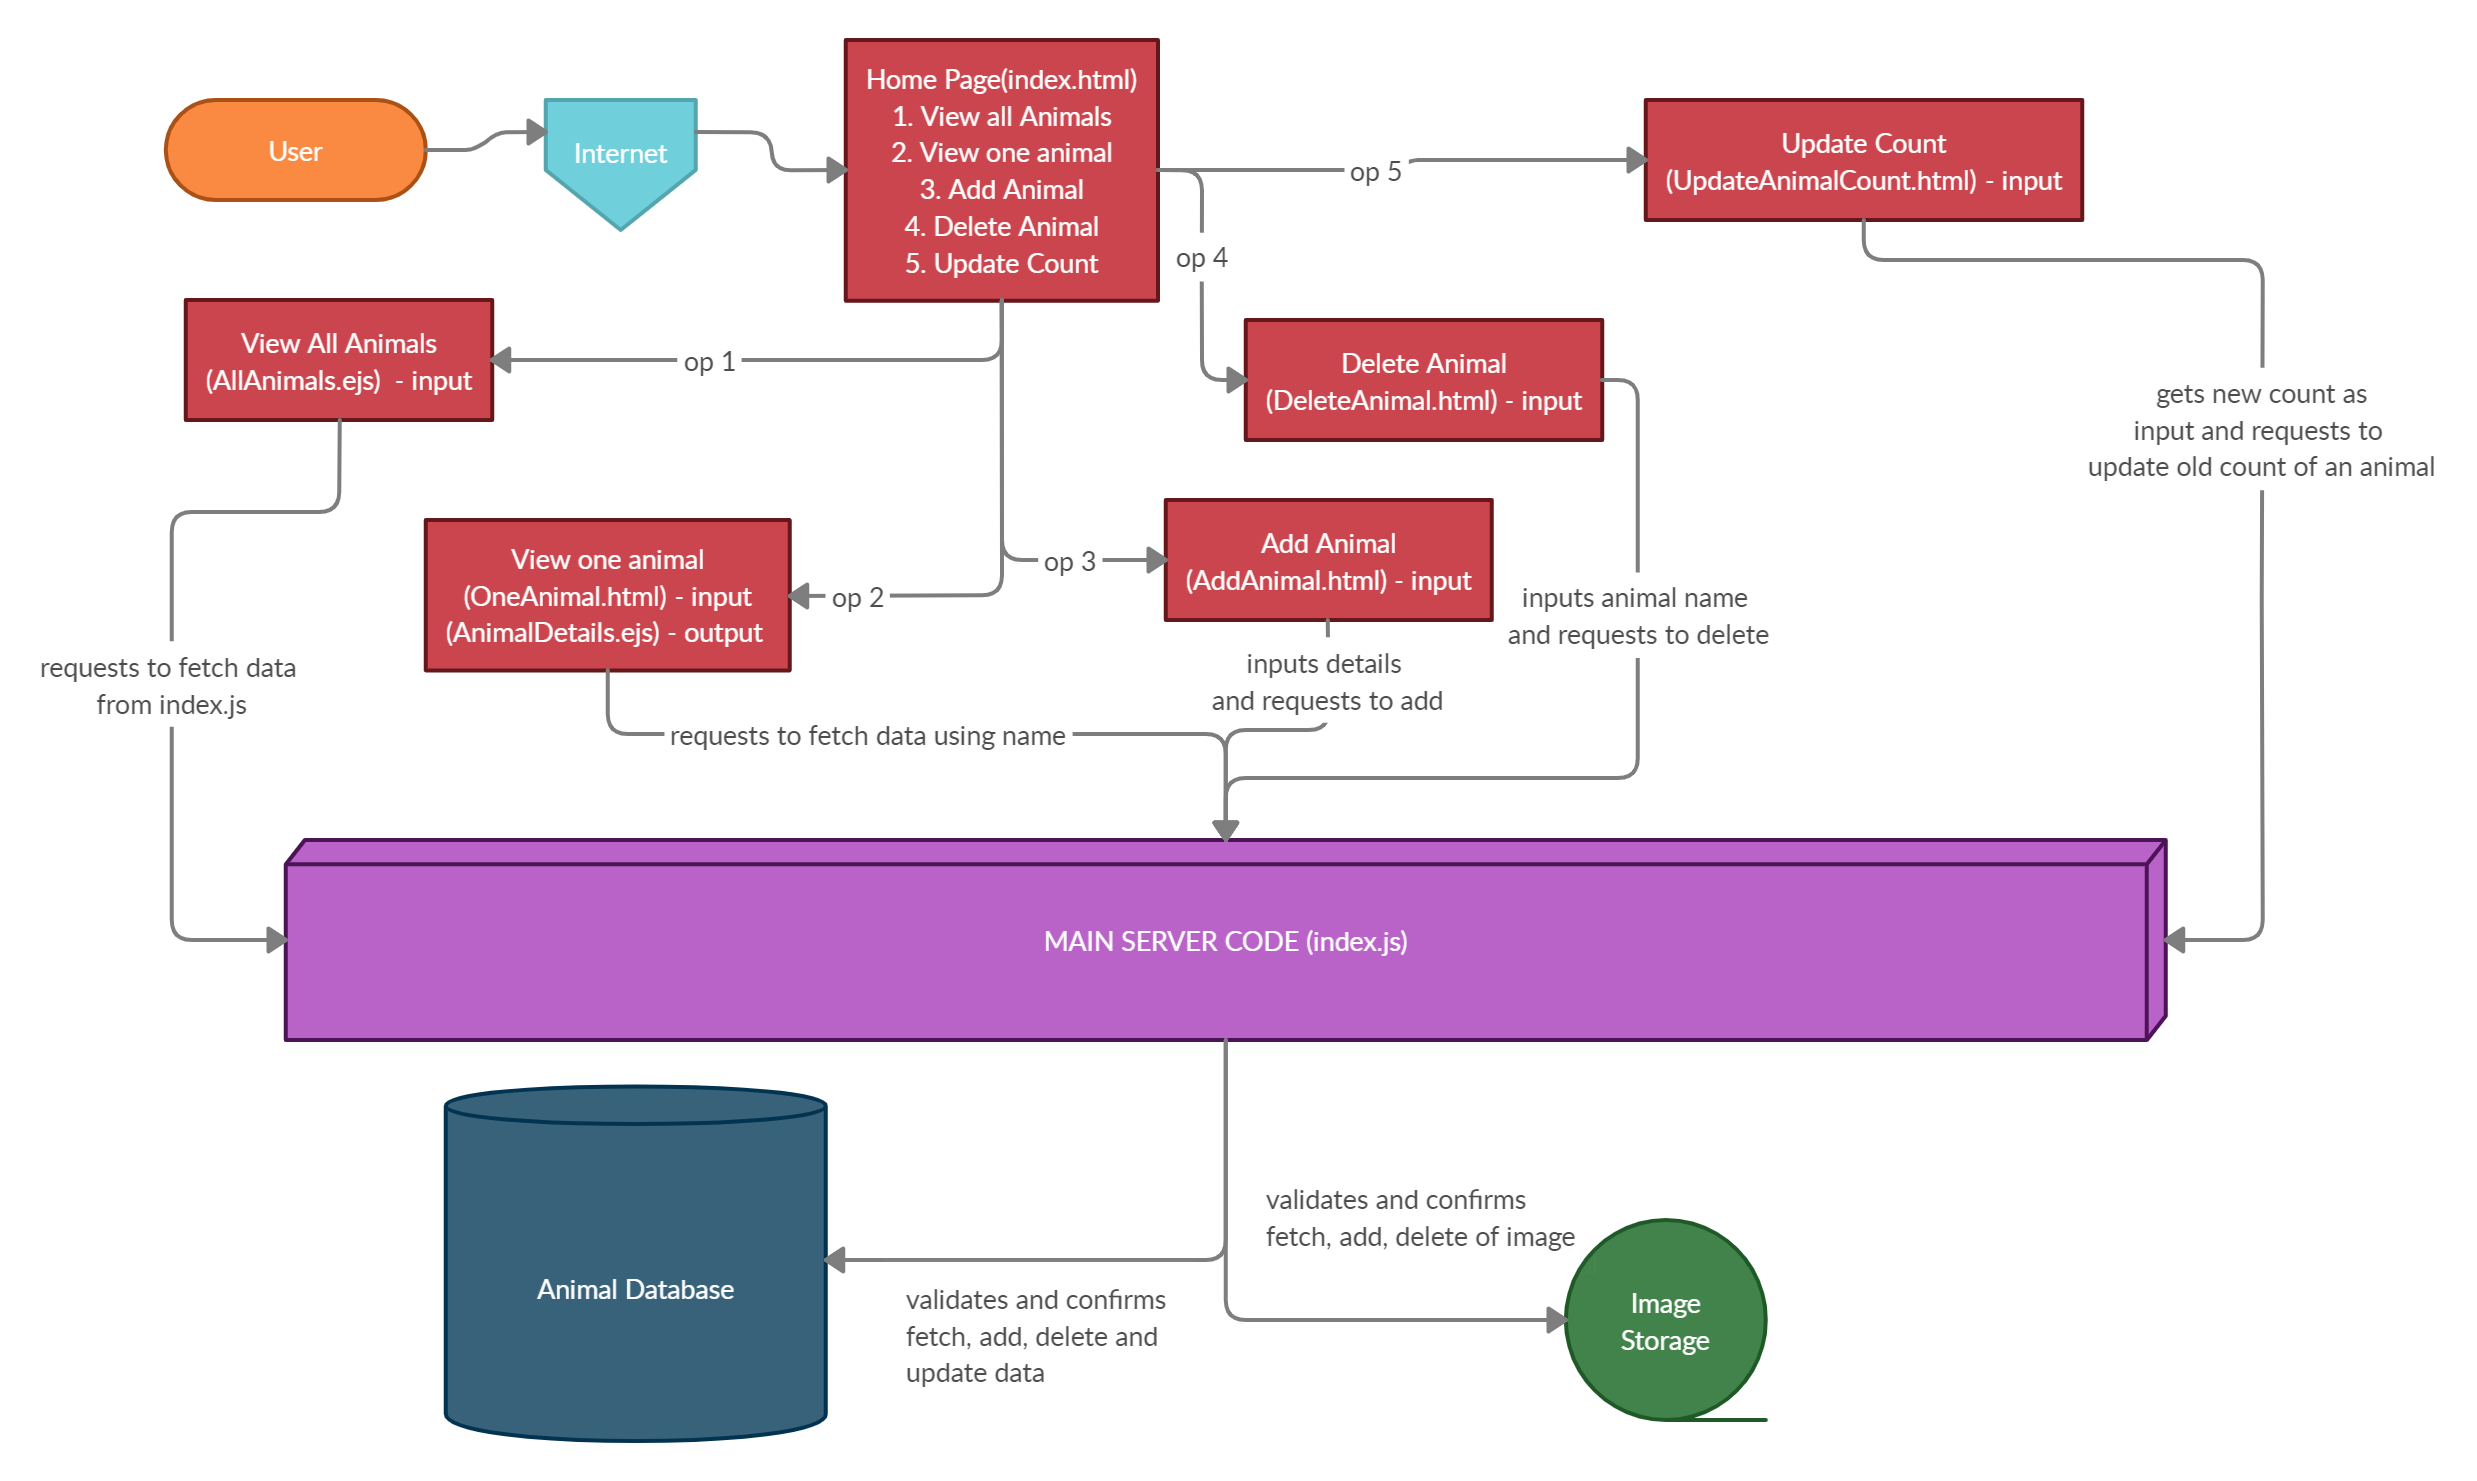 User
Internet
Home Page(index.html)
1. View all Animals
2. View one animal
3. Add Animal
4. Delete Animal
5. Update Count
op 5
Update Count
(UpdateAnimalCount.html) - input
op 4
View All Animals
(AllAnimals.ejs)  - input
op 1
Delete Animal
(DeleteAnimal.html) - input
gets new count as
input and requests to
update old count of an animal
View one animal
(OneAnimal.html) - input
(AnimalDetails.ejs) - output
op 2
op 3
Add Animal
(AddAnimal.html) - input
inputs animal name
and requests to delete
requests to fetch data
from index.js
inputs details
and requests to add
requests to fetch data using name
MAIN SERVER CODE (index.js)
validates and confirms
fetch, add, delete of image
Animal Database
validates and confirms
fetch, add, delete and
update data
Image
Storage